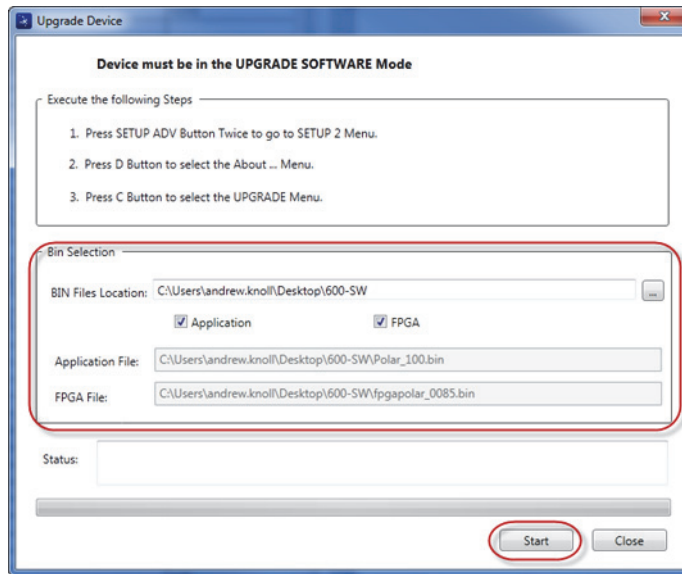 Upgrade Device
Device must be in the UPGRADE SOFTWARE Mode
Execute the following Steps
1. Press SETUP ADV Button Twice to go to SETUP 2 Menu.
2. Press D Button to select the About ... Menu.
3. Press C Button to select the UPGRADE Menu.
Bin Selection
BIN Files Location: C:\Users\andrew.knoll\Desktop\600-SW ...
Application FPGA
Application File: C:\Users\andrew.knoll\Desktop\600-SW\Polar_100.bin
FPGA File: C:\Users\andrew.knoll\Desktop\600-SW\fpgapolar_0085.bin
Status:
Start Close